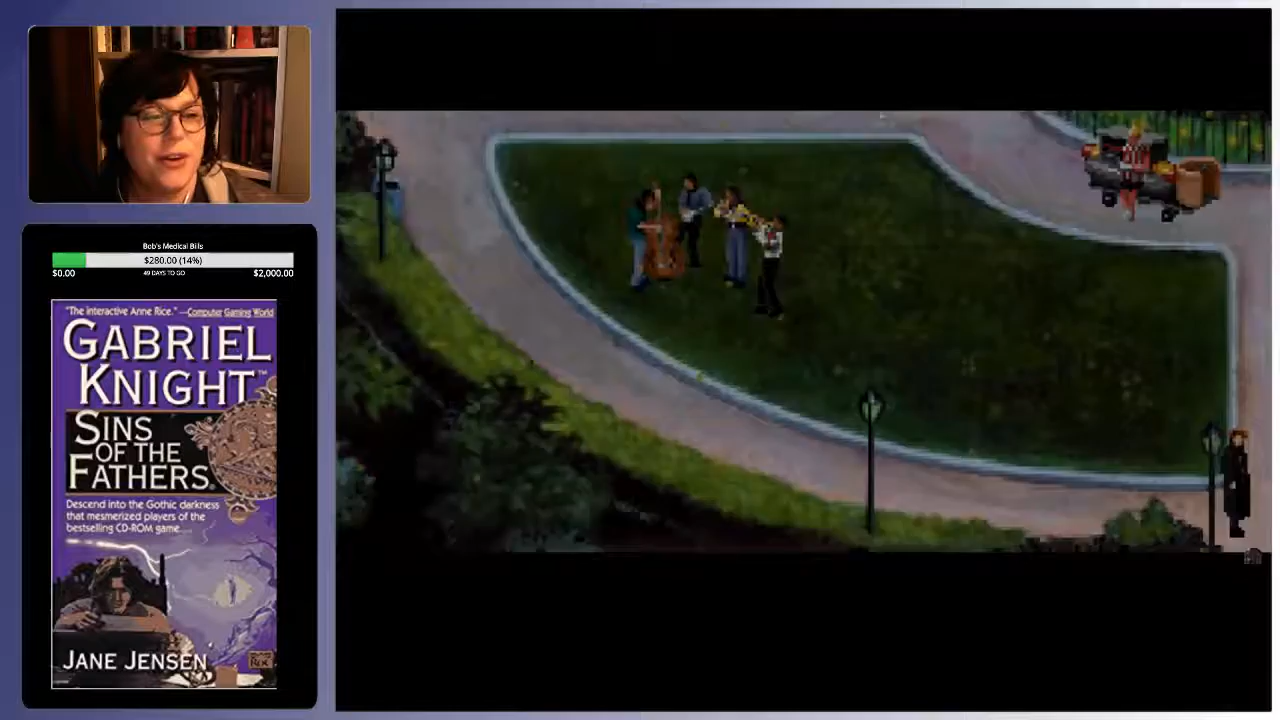 Bob's Medical Bills
$280.00 (14%)
$0.00 49 DAYS TO GO $2,000.00
"The interactive Anne Rice." —Computer Gaming World
GABRIEL
KNIGHT™
SINS
OF THE
FATHERS
Descend into the Gothic darkness
that mesmerized players of the
bestselling CD-ROM game....
JANE JENSEN
ROC